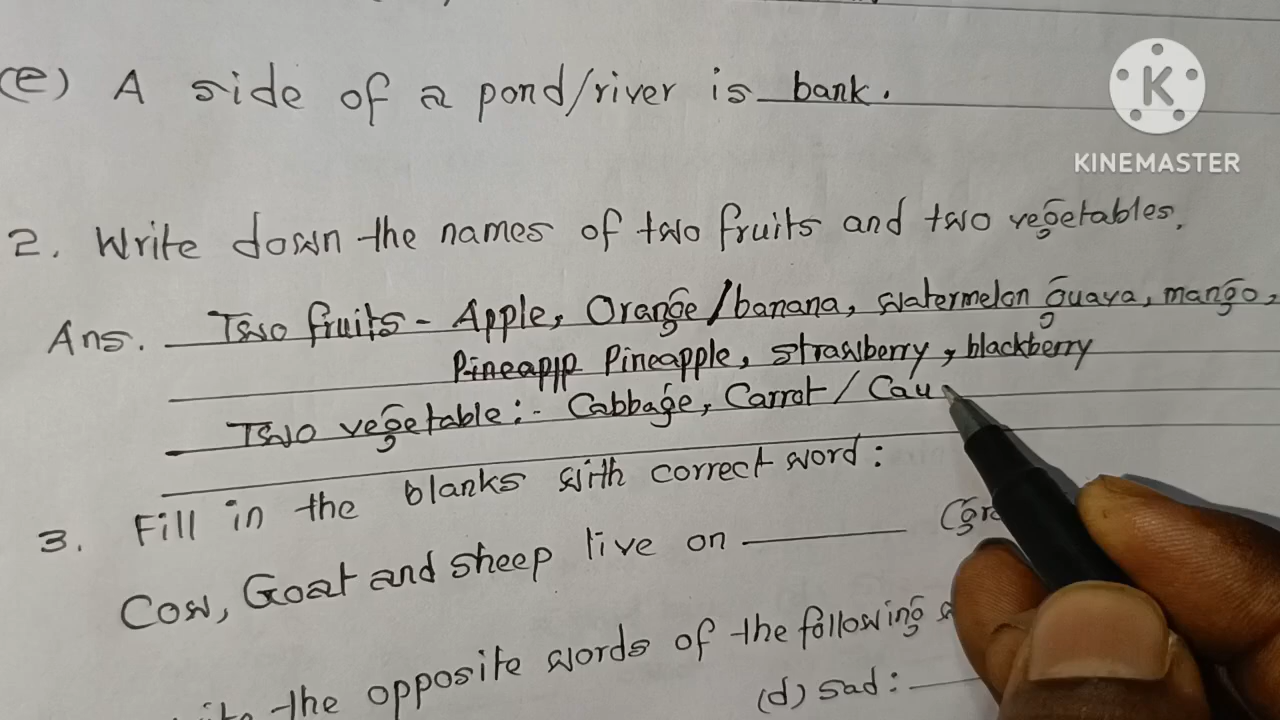 (e) A side of a pond/river is bank.
KINEMASTER
2. Write down the names of two fruits and two vegetables.
Ans. Two fruits - Apple, Orange/banana, watermelon guava, mango,
Pineapple, strawberry, blackberry
Two vegetable:- Cabbage, Carrot / Cau
3. Fill in the blanks with correct word:
Cow, Goat and sheep live on
the opposite words of the following
(d) sad: